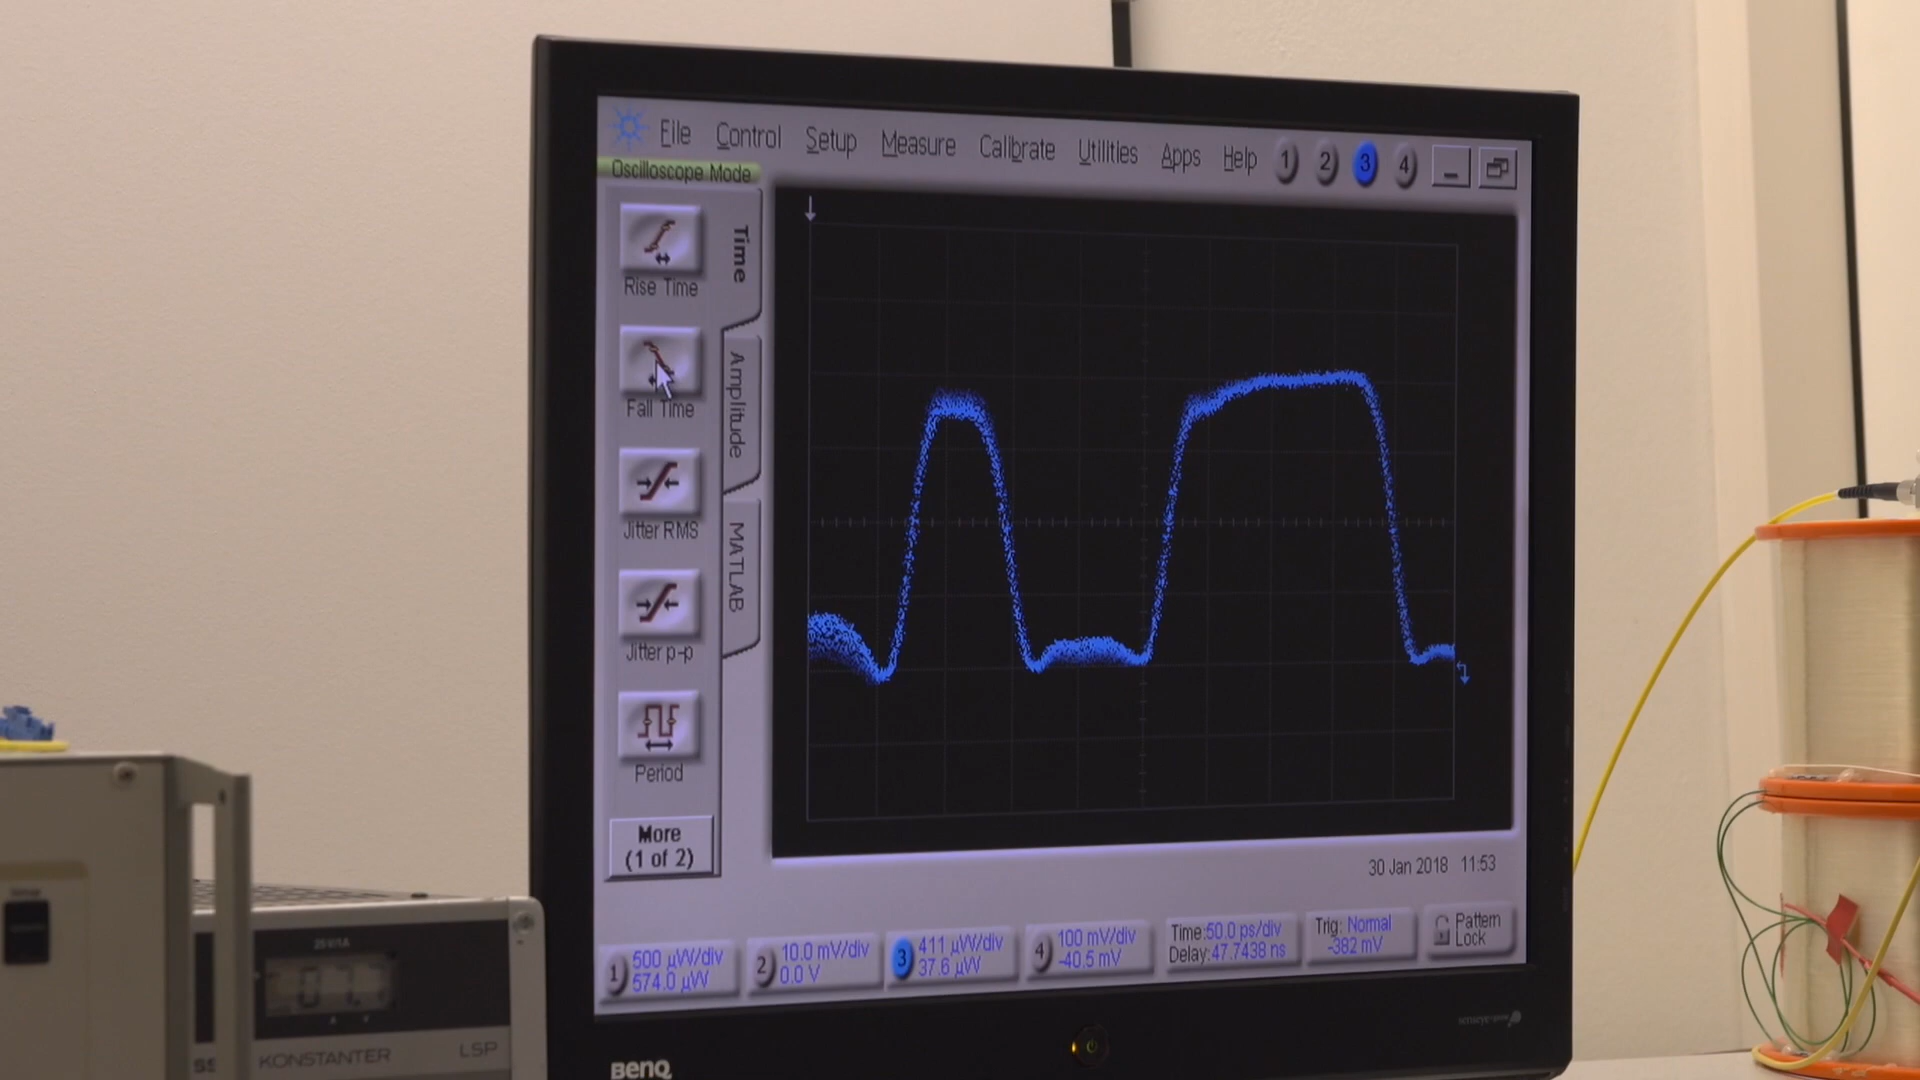 File Control Setup Measure Calibrate Utilities Apps Help 1 2 3 4
Oscilloscope Mode
Time
Rise Time
Fall Time
Amplitude
Jitter RMS
MATLAB
Jitter p-p
Period
More
(1 of 2)
30 Jan 2018 11:53
1 500 µW/div
574.0 µW
2 10.0 mV/div
0.0 V
3 411 µW/div
37.6 µW
4 100 mV/div
-40.5 mV
Time:50.0 ps/div
Delay:47.7438 ns
Trig: Normal
-382 mV
Pattern
Lock
BenQ
25V/1A
KONSTANTER LSP